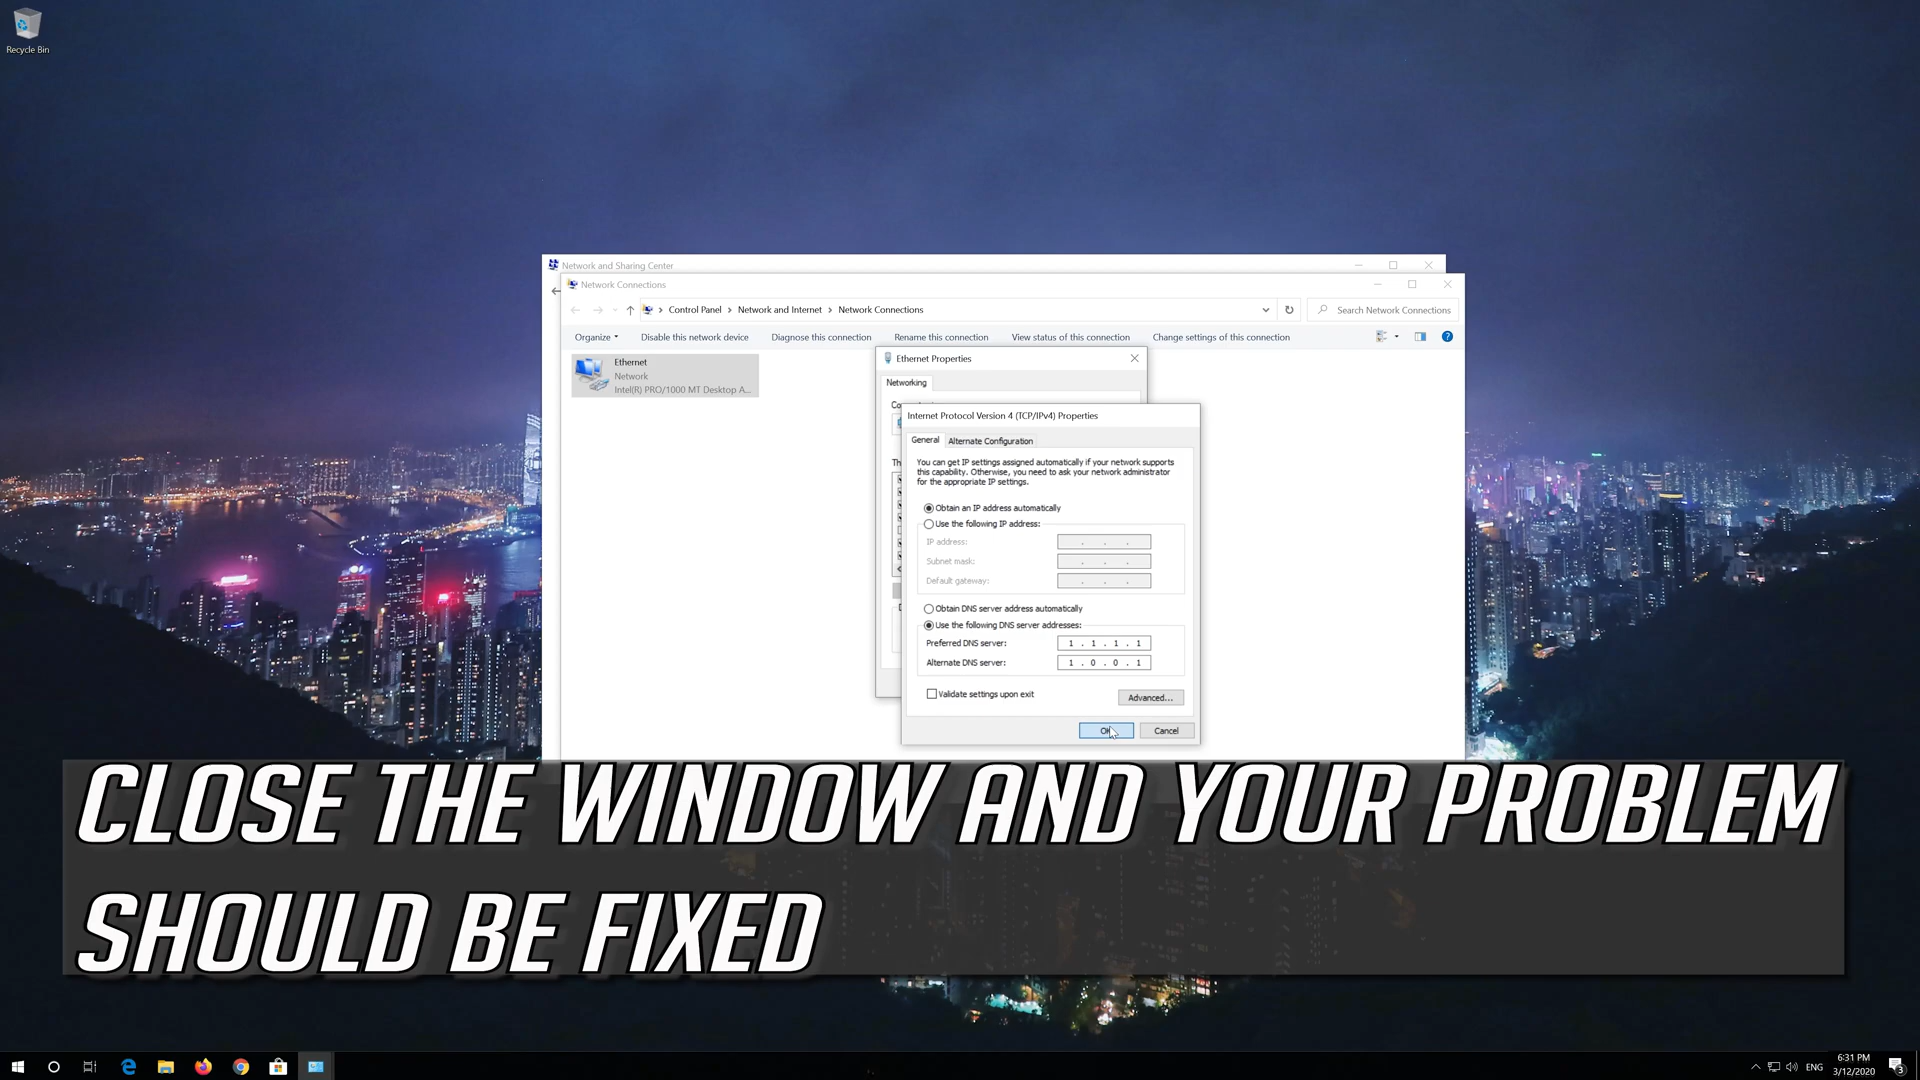 Recycle Bin
Network and Sharing Center
Network Connections
Control Panel > Network and Internet > Network Connections
Search Network Connections
Organize
Disable this network device
Diagnose this connection
Rename this connection
View status of this connection
Change settings of this connection
Ethernet
Network
Intel(R) PRO/1000 MT Desktop A...
Ethernet Properties
Networking
Internet Protocol Version 4 (TCP/IPv4) Properties
General
Alternate Configuration
You can get IP settings assigned automatically if your network supports
this capability. Otherwise, you need to ask your network administrator
for the appropriate IP settings.
Obtain an IP address automatically
Use the following IP address:
IP address:
Subnet mask:
Default gateway:
Obtain DNS server address automatically
Use the following DNS server addresses:
Preferred DNS server: 1 . 1 . 1 . 1
Alternate DNS server: 1 . 0 . 0 . 1
Validate settings upon exit
Advanced...
OK
Cancel
CLOSE THE WINDOW AND YOUR PROBLEM
SHOULD BE FIXED
ENG
6:31 PM
3/12/2020
3